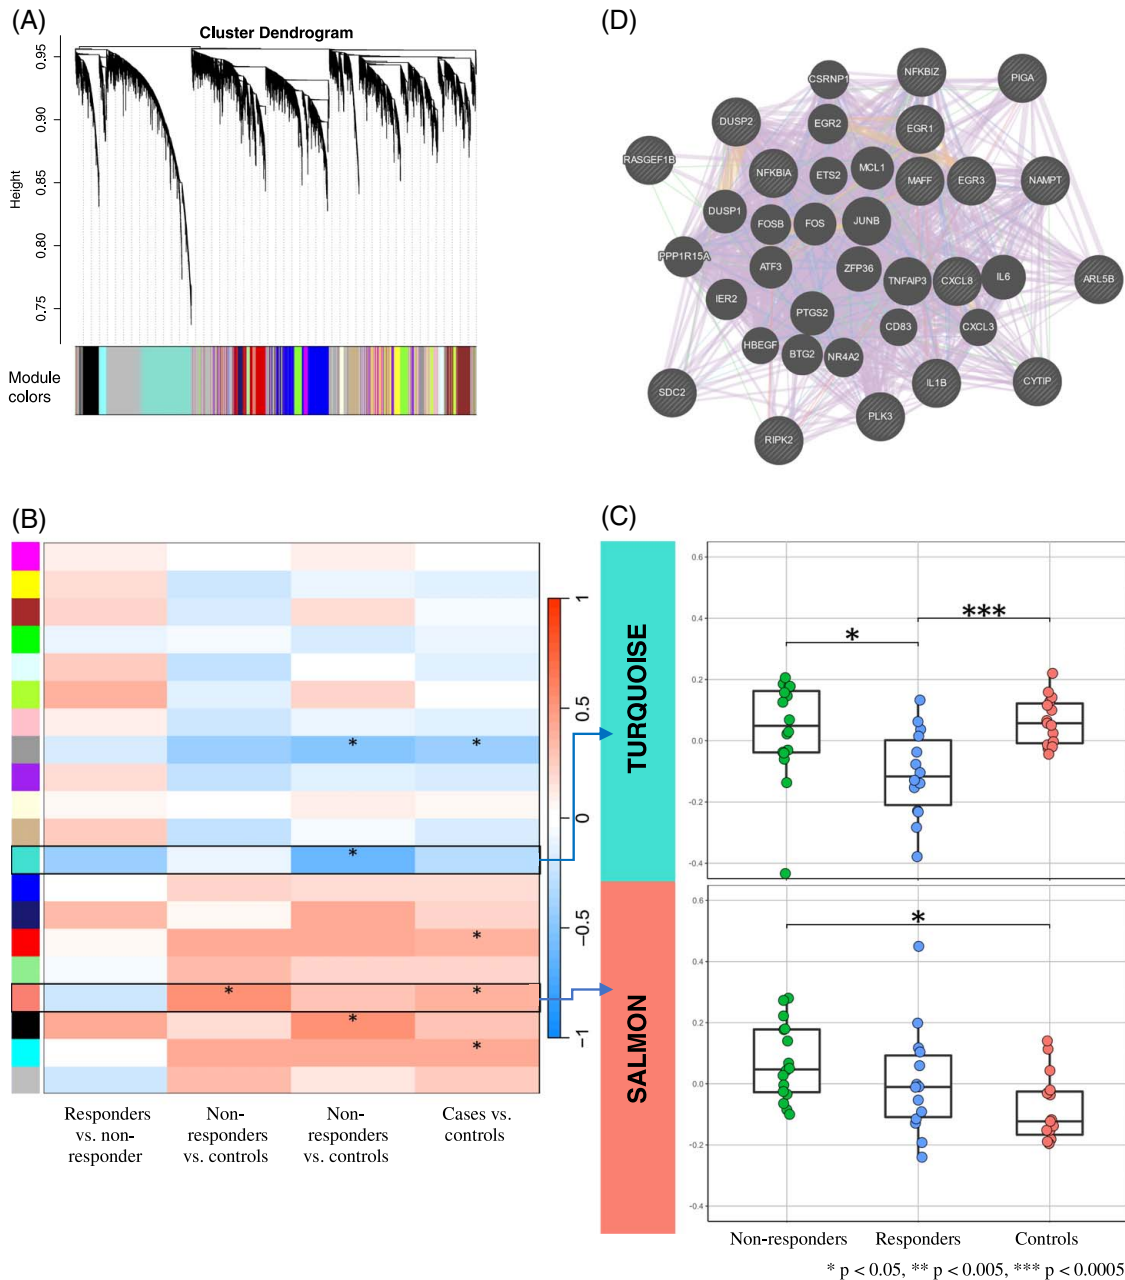 (A)
Cluster Dendrogram
Height
0.95
0.90
0.85
0.80
0.75
Module
colors
(D)
CSRNP1
NFKBIZ
PIGA
DUSP2
EGR2
EGR1
RASGEF1B
NFKBIA
ETS2
MCL1
MAFF
EGR3
NAMPT
DUSP1
FOSB
FOS
JUNB
PPP1R15A
ATF3
ZFP36
TNFAIP3
CXCL8
IL6
ARL5B
IER2
PTGS2
CD83
CXCL3
HBEGF
BTG2
NR4A2
SDC2
IL1B
CYTIP
PLK3
RIPK2
(B)
*
*
*
*
*
*
*
*
1
0.5
0
−0.5
−1
Responders
vs. non-
responder
Non-
responders
vs. controls
Non-
responders
vs. controls
Cases vs.
controls
(C)
TURQUOISE
0.6
0.4
0.2
0.0
-0.2
-0.4
*
***
SALMON
0.6
0.4
0.2
0.0
-0.2
-0.4
*
Non-responders
Responders
Controls
* p < 0.05, ** p < 0.005, *** p < 0.0005